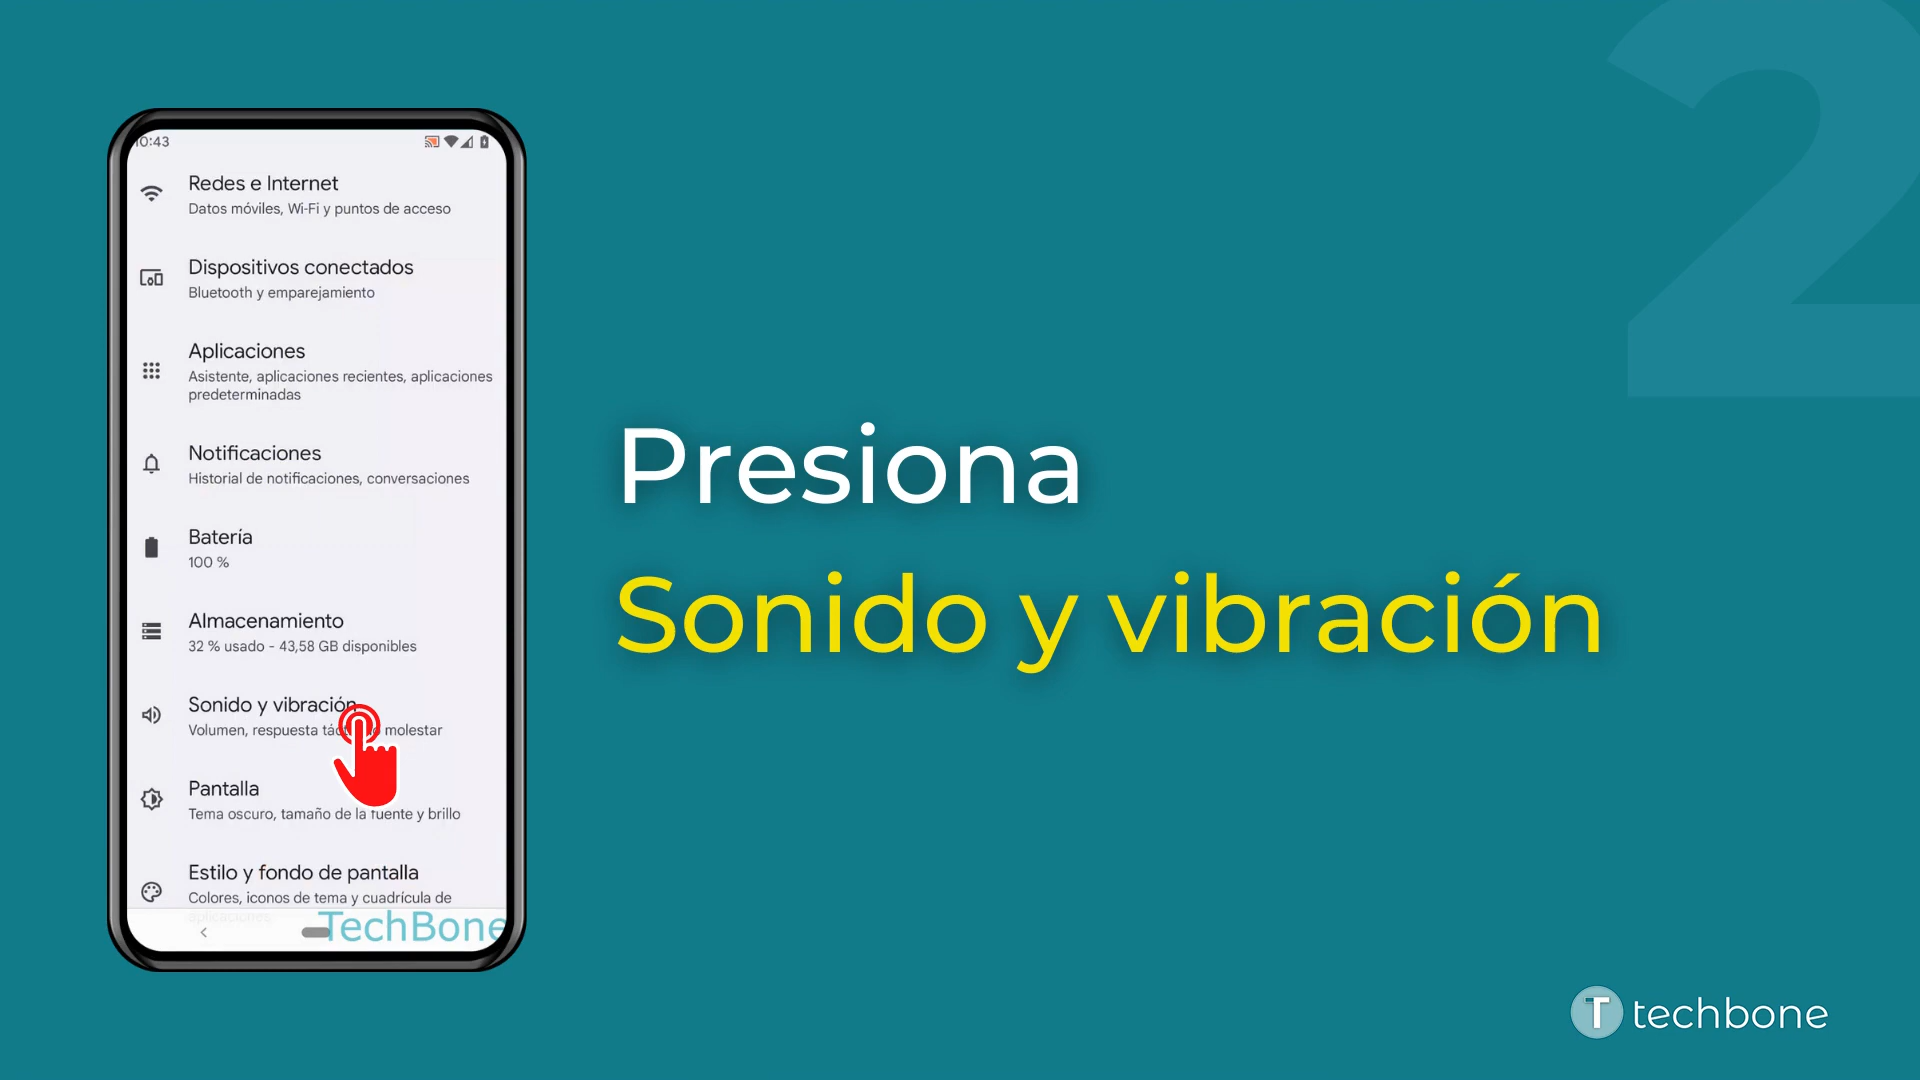 2
10:43
Redes e Internet
Datos móviles, Wi-Fi y puntos de acceso
Dispositivos conectados
Bluetooth y emparejamiento
Aplicaciones
Asistente, aplicaciones recientes, aplicaciones
predeterminadas
Notificaciones
Historial de notificaciones, conversaciones
Batería
100 %
Almacenamiento
32 % usado - 43,58 GB disponibles
Sonido y vibración
Volumen, respuesta molestar
Pantalla
Tema oscuro, tamaño de la fuente y brillo
Estilo y fondo de pantalla
Colores, iconos de tema y cuadrícula de
aplicaciones
TechBone
Presiona
Sonido y vibración
T techbone